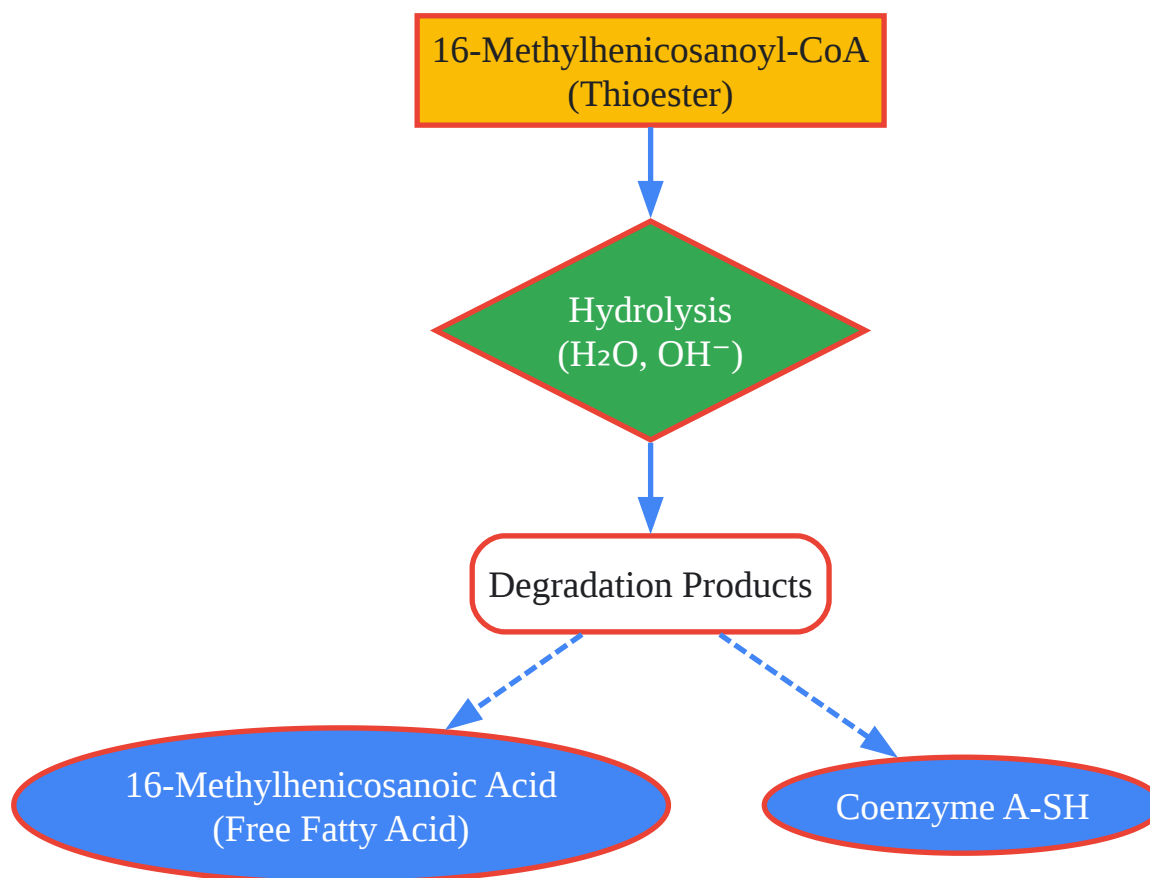 16-Methylhenicosanoyl-CoA
(Thioester)
Hydrolysis
(H₂O, OH⁻)
Degradation Products
16-Methylhenicosanoic Acid
(Free Fatty Acid)
Coenzyme A-SH